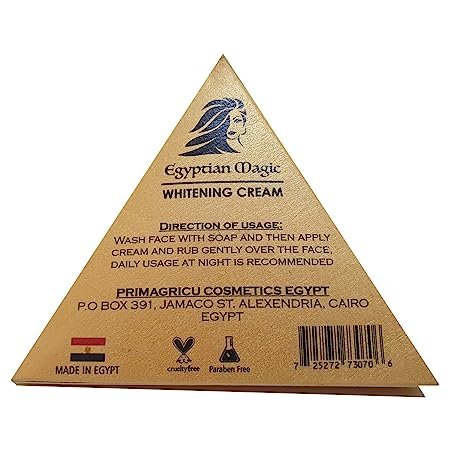 Egyptian Magic
WHITENING CREAM
DIRECTION OF USAGE:
WASH FACE WITH SOAP AND THEN APPLY
CREAM AND RUB GENTLY OVER THE FACE,
DAILY USAGE AT NIGHT IS RECOMMENDED
PRIMAGRICU COSMETICS EGYPT
P.O BOX 391, JAMACO ST. ALEXENDRIA, CAIRO
EGYPT
MADE IN EGYPT
crueltyfree
Paraben Free
7 25272 73070 6